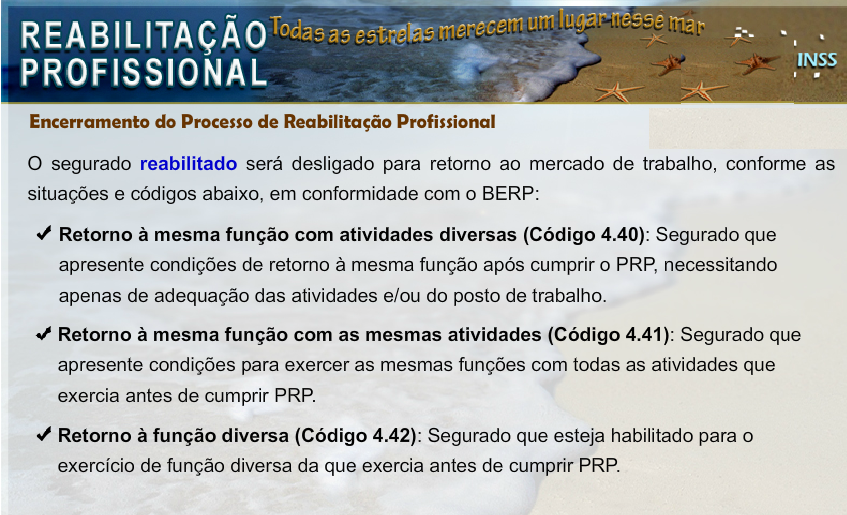 REABILITAÇÃO
PROFISSIONAL
Todas as estrelas merecem um lugar nesse mar
INSS
Encerramento do Processo de Reabilitação Profissional
O segurado reabilitado será desligado para retorno ao mercado de trabalho, conforme as
situações e códigos abaixo, em conformidade com o BERP:
✔ Retorno à mesma função com atividades diversas (Código 4.40): Segurado que
apresente condições de retorno à mesma função após cumprir o PRP, necessitando
apenas de adequação das atividades e/ou do posto de trabalho.
✔ Retorno à mesma função com as mesmas atividades (Código 4.41): Segurado que
apresente condições para exercer as mesmas funções com todas as atividades que
exercia antes de cumprir PRP.
✔ Retorno à função diversa (Código 4.42): Segurado que esteja habilitado para o
exercício de função diversa da que exercia antes de cumprir PRP.